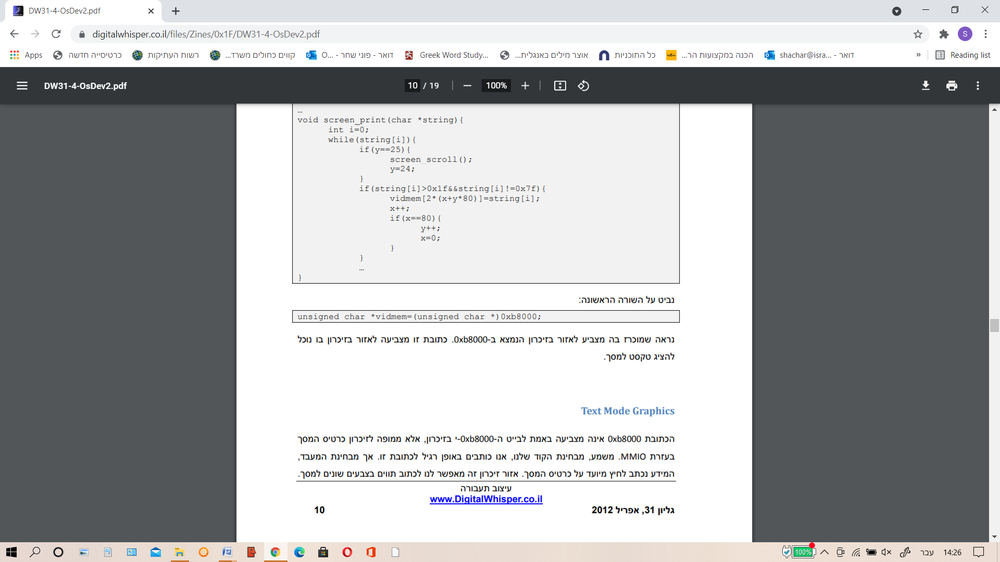 DW31-4-OsDev2.pdf
digitalwhisper.co.il/files/Zines/0x1F/DW31-4-OsDev2.pdf
S
Apps
כרטיסייה חדשה
רשות העתיקות
קווים כחולים משרד...
דואר - פוני שחר - O...
Greek Word Study...
אוצר מילים באנגלית...
כל התוכניות
הכנה במקצועות הר...
דואר - shachar@isra...
»
Reading list
DW31-4-OsDev2.pdf
10 / 19
100%
…
void screen_print(char *string){
int i=0;
while(string[i]){
if(y==25){
screen_scroll();
y=24;
}
if(string[i]>0x1f&&string[i]!=0x7f){
vidmem[2*(x+y*80)]=string[i];
x++;
if(x==80){
y++;
x=0;
}
}
…
}
נביט על השורה הראשונה:
unsigned char *vidmem=(unsigned char *)0xb8000;
נראה שמוכרז בה מצביע לאזור בזיכרון הנמצא ב-0xb8000. כתובת זו מצביעה לאזור בזיכרון בו נוכל
להציג טקסט למסך.
Text Mode Graphics
הכתובת 0xb8000 אינה מצביעה באמת לבייט ה-0xb8000-י בזיכרון, אלא ממופה לזיכרון כרטיס המסך
בעזרת MMIO. משמע, מבחינת הקוד שלנו, אנו כותבים באופן רגיל לכתובת זו. אך מבחינת המעבד,
המידע נכתב לחיץ מיועד על כרטיס המסך. אזור זיכרון זה מאפשר לנו לכתוב תווים בצבעים שונים למסך.
עיצוב תעבורה
www.DigitalWhisper.co.il
גליון 31, אפריל 2012
10
100%
עבר
14:26